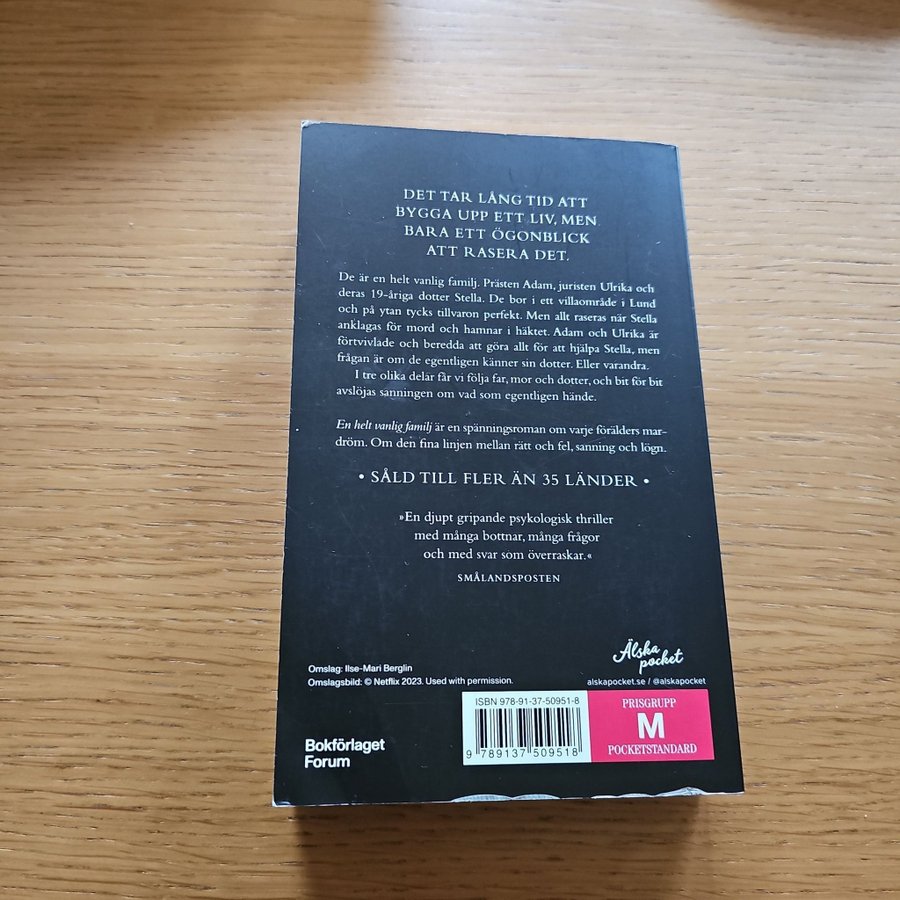 DET TAR LÅNG TID ATT
BYGGA UPP ETT LIV, MEN
BARA ETT ÖGONBLICK
ATT RASERA DET.
De är en helt vanlig familj. Prästen Adam, juristen Ulrika och
deras 19-åriga dotter Stella. De bor i ett villaområde i Lund
och på ytan tycks tillvaron perfekt. Men allt raseras när Stella
anklagas för mord och hamnar i häktet. Adam och Ulrika är
förtvivlade och beredda att göra allt för att hjälpa Stella, men
frågan är om de egentligen känner sin dotter. Eller varandra.
I tre olika delar får vi följa far, mor och dotter, och bit för bit
avslöjas sanningen om vad som egentligen hände.
En helt vanlig familj är en spänningsroman om varje förälders mar-
dröm. Om den fina linjen mellan rätt och fel, sanning och lögn.
• SÅLD TILL FLER ÄN 35 LÄNDER •
»En djupt gripande psykologisk thriller
med många bottnar, många frågor
och med svar som överraskar.«
SMÅLANDSPOSTEN
Älska
pocket
alskapocket.se / @alskapocket
Omslag: Ilse-Mari Berglin
Omslagsbild: © Netflix 2023. Used with permission.
Bokförlaget
Forum
ISBN 978-91-37-50951-8
9 789137 509518
PRISGRUPP
M
POCKETSTANDARD